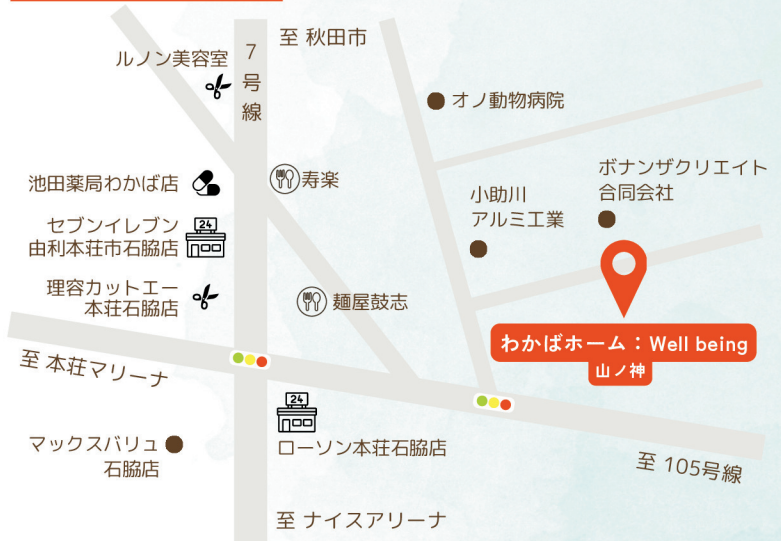 至 秋田市
ルノン美容室
7
号
線
オノ動物病院
池田薬局わかば店
寿楽
ボナンザクリエイト
合同会社
小助川
アルミ工業
24
セブンイレブン
由利本荘市石脇店
理容カットエー
本荘石脇店
麺屋鼓志
わかばホーム：Well being
山ノ神
至 本荘マリーナ
24
ローソン本荘石脇店
マックスバリュ
石脇店
至 105号線
至 ナイスアリーナ